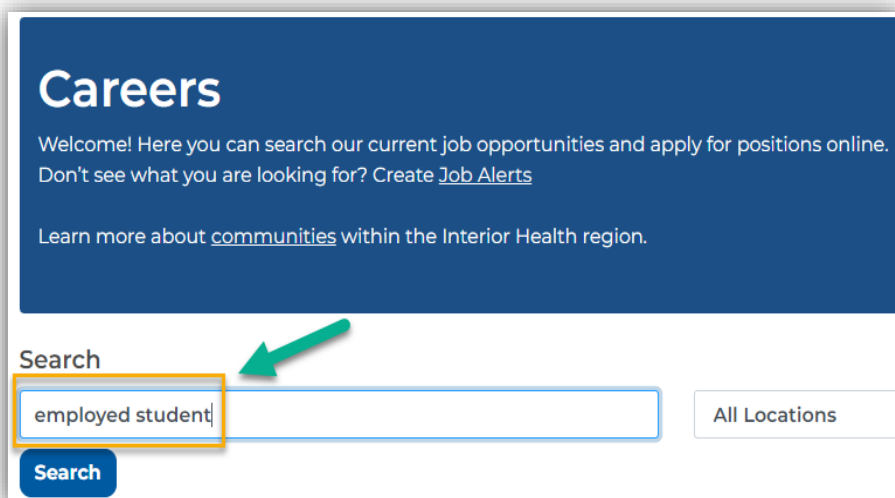 Careers
Welcome! Here you can search our current job opportunities and apply for positions online.
Don't see what you are looking for? Create Job Alerts
Learn more about communities within the Interior Health region.
Search
employed student
All Locations
Search